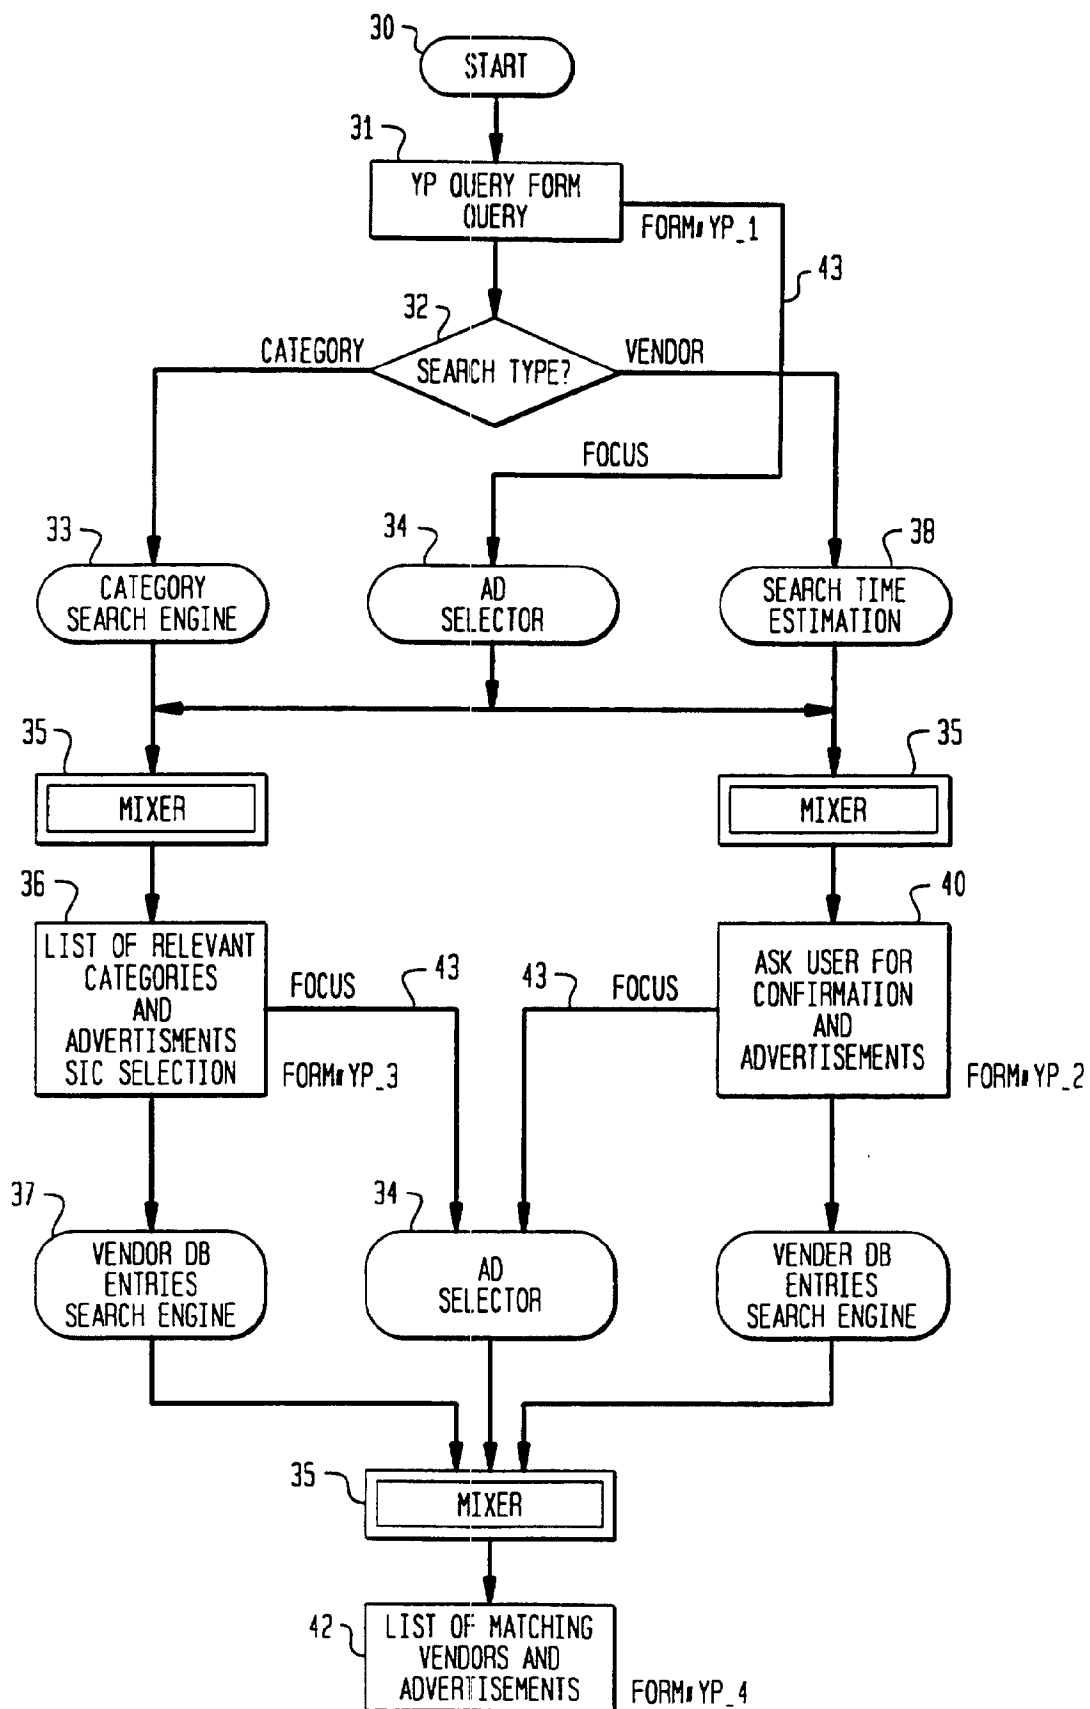 30
START
31
YP QUERY FORM
QUERY
FORM#YP_1
43
32
CATEGORY
SEARCH TYPE?
VENDOR
FOCUS
33
CATEGORY
SEARCH ENGINE
34
AD
SELECTOR
38
SEARCH TIME
ESTIMATION
35
MIXER
35
MIXER
36
LIST OF RELEVANT
CATEGORIES
AND
ADVERTISMENTS
SIC SELECTION
FOCUS
43
FORM#YP_3
43
FOCUS
40
ASK USER FOR
CONFIRMATION
AND
ADVERTISEMENTS
FORM#YP_2
37
VENDOR DB
ENTRIES
SEARCH ENGINE
34
AD
SELECTOR
VENDER DB
ENTRIES
SEARCH ENGINE
35
MIXER
42
LIST OF MATCHING
VENDORS AND
ADVERTISEMENTS
FORM#YP_4